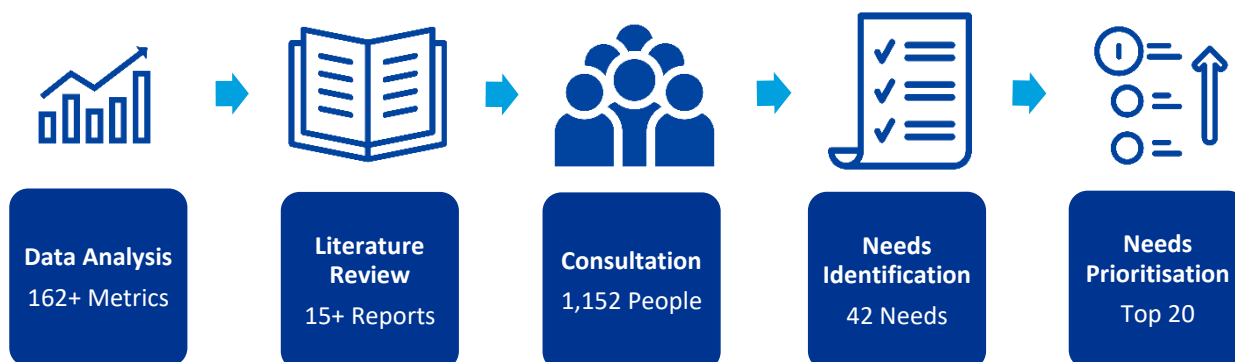 Data Analysis
162+ Metrics
Literature
Review
15+ Reports
Consultation
1,152 People
Needs
Identification
42 Needs
Needs
Prioritisation
Top 20